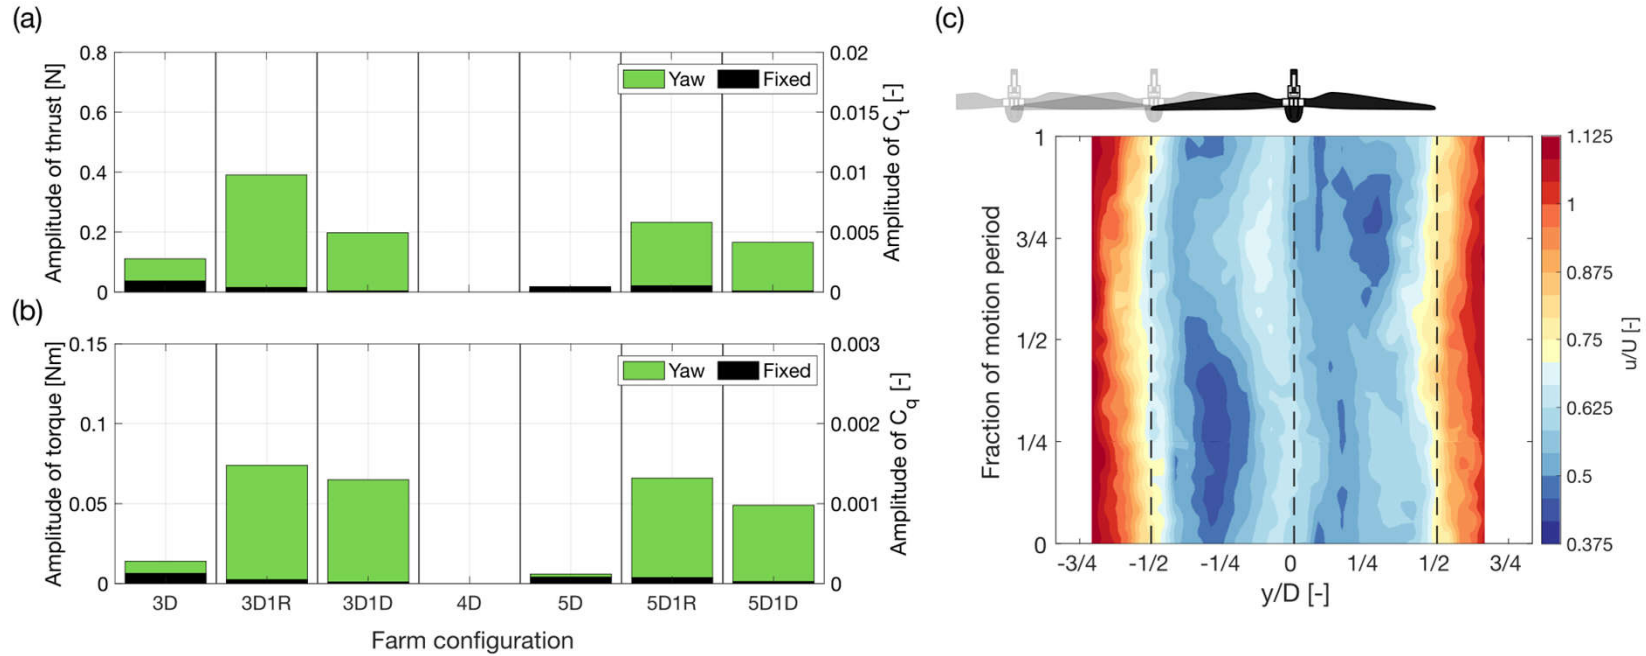 (a)
0.8
0.6
0.4
0.2
0
Amplitude of thrust [N]
Yaw
Fixed
0.02
0.015
0.01
0.005
0
Amplitude of C_t [-]
(b)
0.15
0.1
0.05
0
Amplitude of torque [Nm]
Yaw
Fixed
0.003
0.002
0.001
0
Amplitude of C_q [-]
3D
3D1R
3D1D
4D
5D
5D1R
5D1D
Farm configuration
(c)
1
3/4
1/2
1/4
0
Fraction of motion period
-3/4
-1/2
-1/4
0
1/4
1/2
3/4
y/D [-]
1.125
1
0.875
0.75
0.625
0.5
0.375
u/U [-]